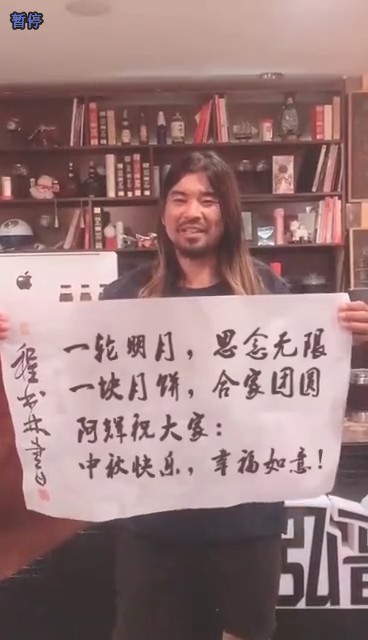 暂停
一轮明月，思念无限
一块月饼，合家团圆
阿辉祝大家：
中秋快乐，幸福如意！
程书林书